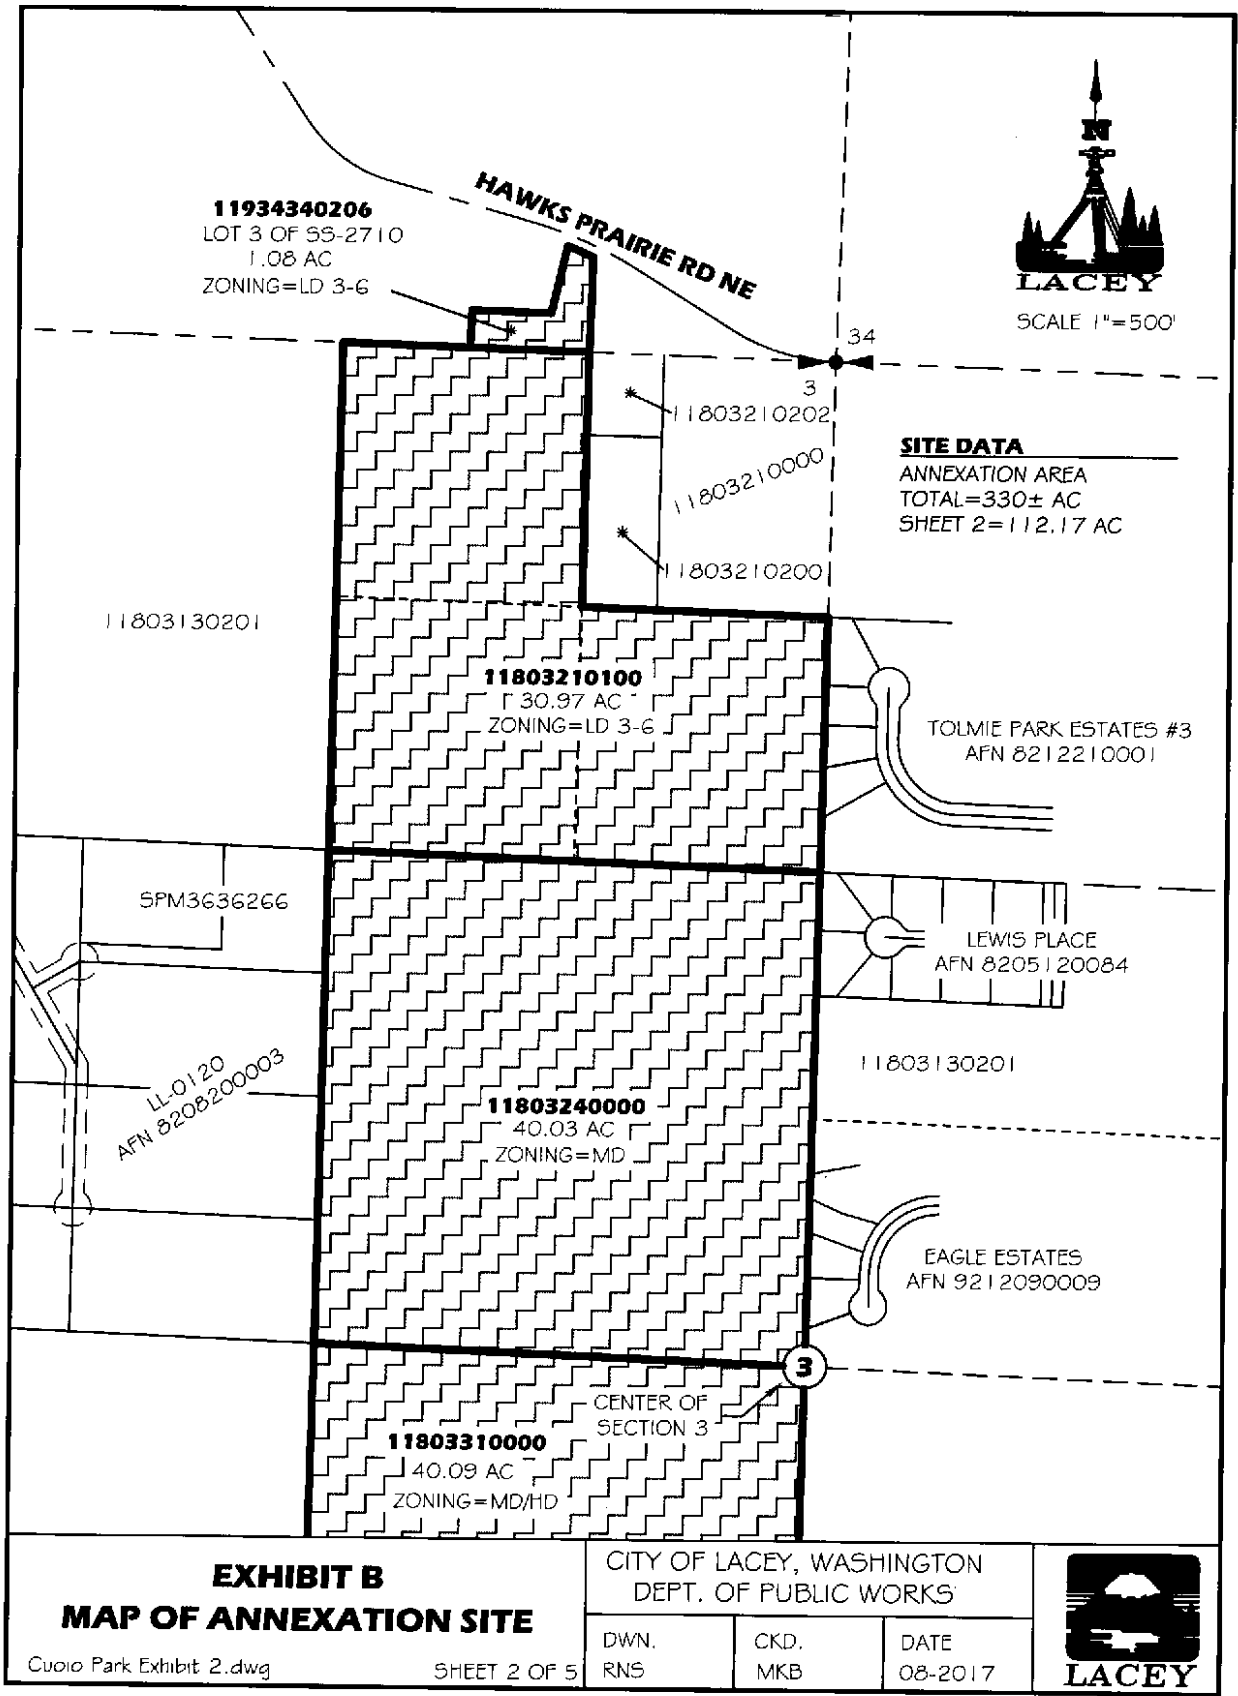 11934340206
LOT 3 OF SS-2710
1.08 AC
ZONING=LD 3-6
HAWKS PRAIRIE RD NE
N
LACEY
SCALE 1"=500'
34
3
11803210202
11803210000
11803210200
SITE DATA
ANNEXATION AREA
TOTAL=330± AC
SHEET 2=112.17 AC
11803130201
11803210100
30.97 AC
ZONING=LD 3-6
TOLMIE PARK ESTATES #3
AFN 8212210001
SPM3636266
LEWIS PLACE
AFN 8205120084
LL-0120
AFN 8208200003
11803130201
11803240000
40.03 AC
ZONING=MD
EAGLE ESTATES
AFN 9212090009
3
CENTER OF
SECTION 3
11803310000
40.09 AC
ZONING=MD/HD
EXHIBIT B
MAP OF ANNEXATION SITE
Cuoio Park Exhibit 2.dwg
SHEET 2 OF 5
CITY OF LACEY, WASHINGTON
DEPT. OF PUBLIC WORKS
DWN.
RNS
CKD.
MKB
DATE
08-2017
LACEY